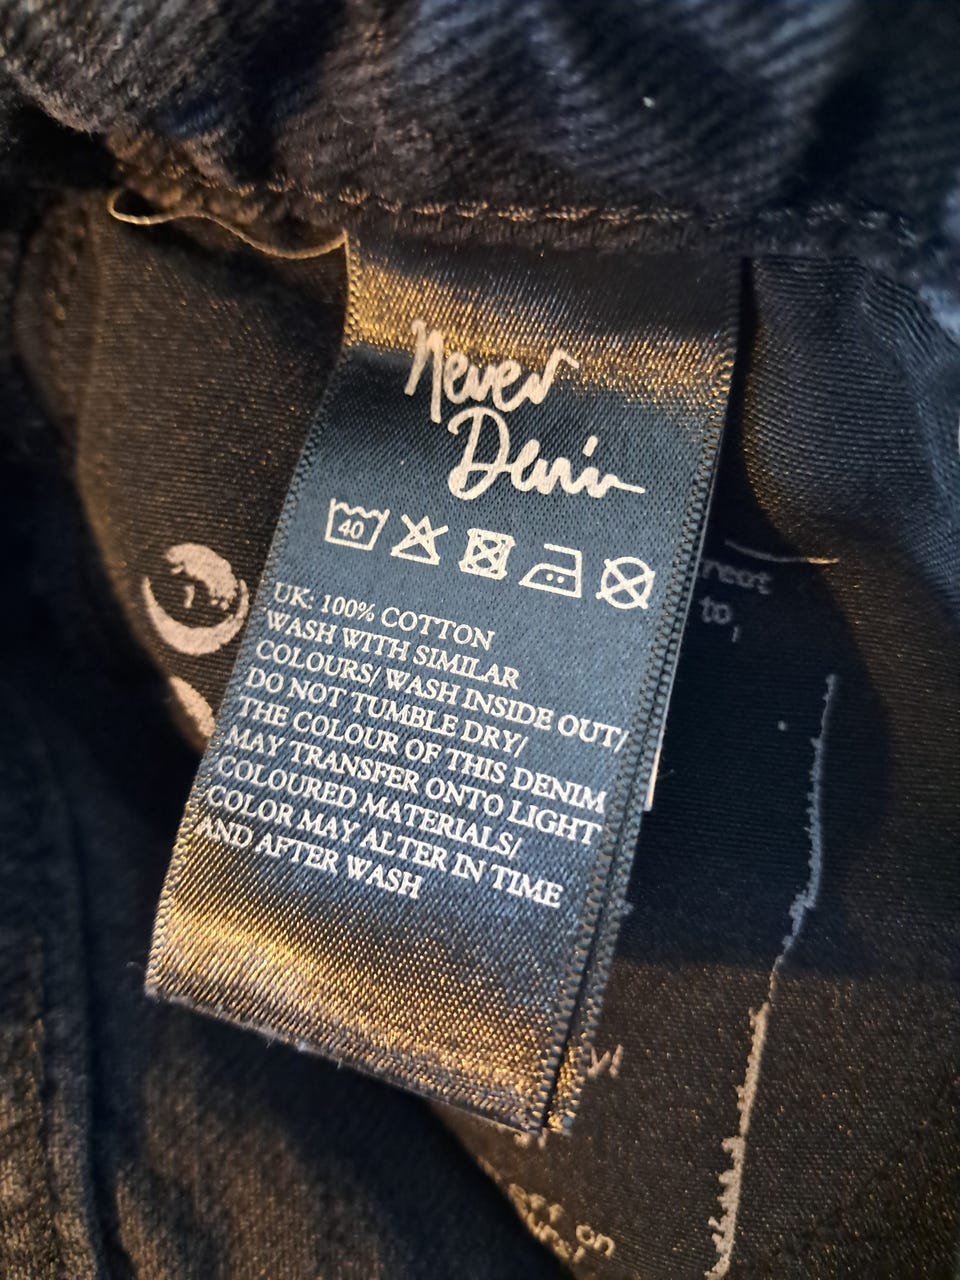 Never
Denim
40
UK: 100% COTTON
WASH WITH SIMILAR
COLOURS/ WASH INSIDE OUT/
DO NOT TUMBLE DRY/
THE COLOUR OF THIS DENIM
MAY TRANSFER ONTO LIGHT
COLOURED MATERIALS/
COLOR MAY ALTER IN TIME
AND AFTER WASH
to,
on